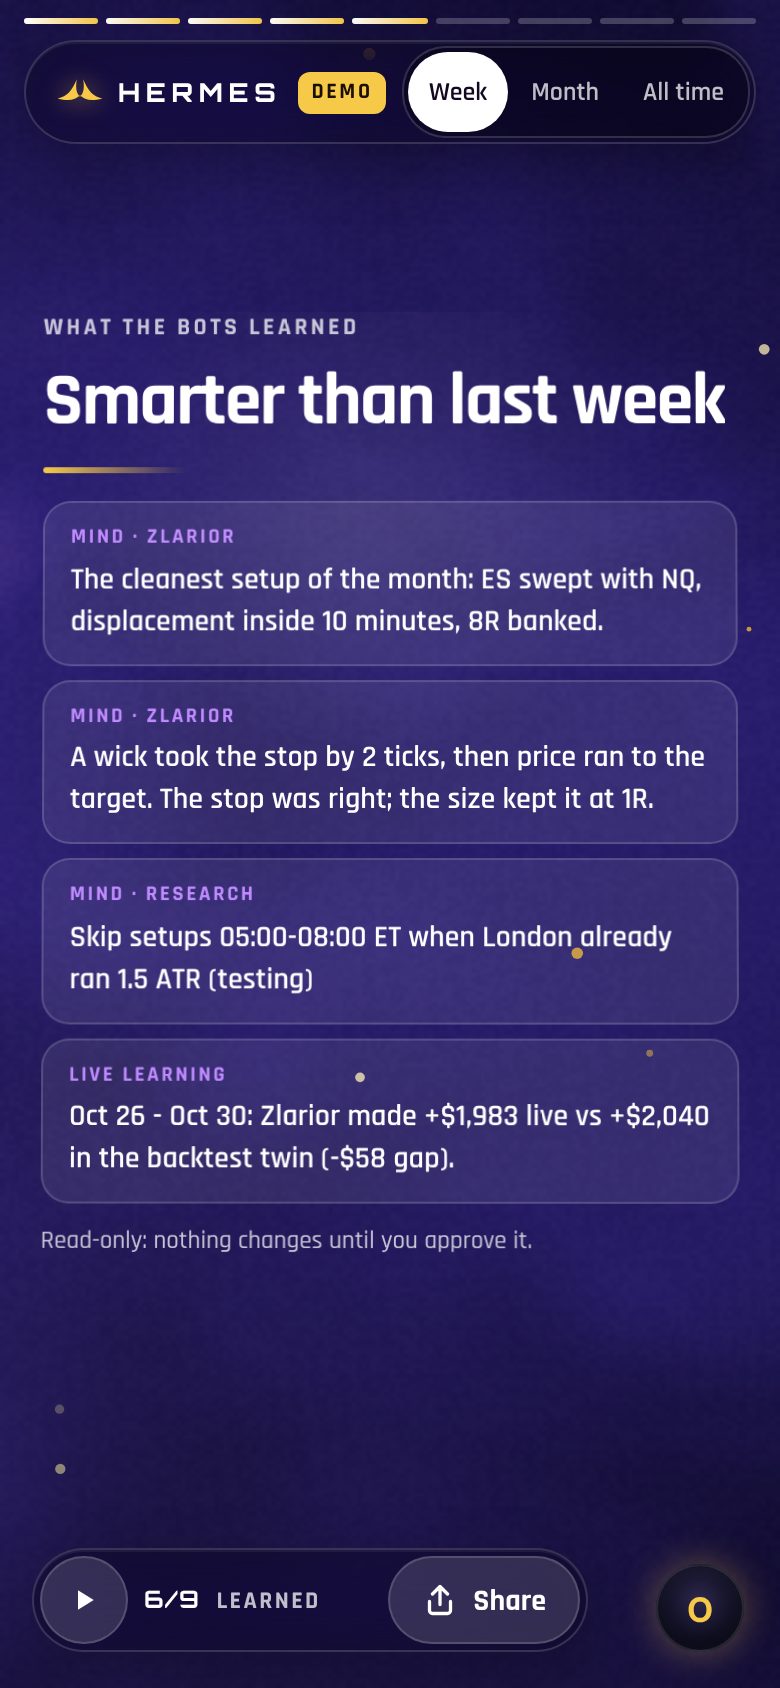 HERMES
DEMO
Week
Month
All time
WHAT THE BOTS LEARNED
Smarter than last week
MIND · ZLARIOR
The cleanest setup of the month: ES swept with NQ,
displacement inside 10 minutes, 8R banked.
MIND · ZLARIOR
A wick took the stop by 2 ticks, then price ran to the
target. The stop was right; the size kept it at 1R.
MIND · RESEARCH
Skip setups 05:00-08:00 ET when London already
ran 1.5 ATR (testing)
LIVE LEARNING
Oct 26 - Oct 30: Zlarior made +$1,983 live vs +$2,040
in the backtest twin (-$58 gap).
Read-only: nothing changes until you approve it.
6/9
LEARNED
Share
O